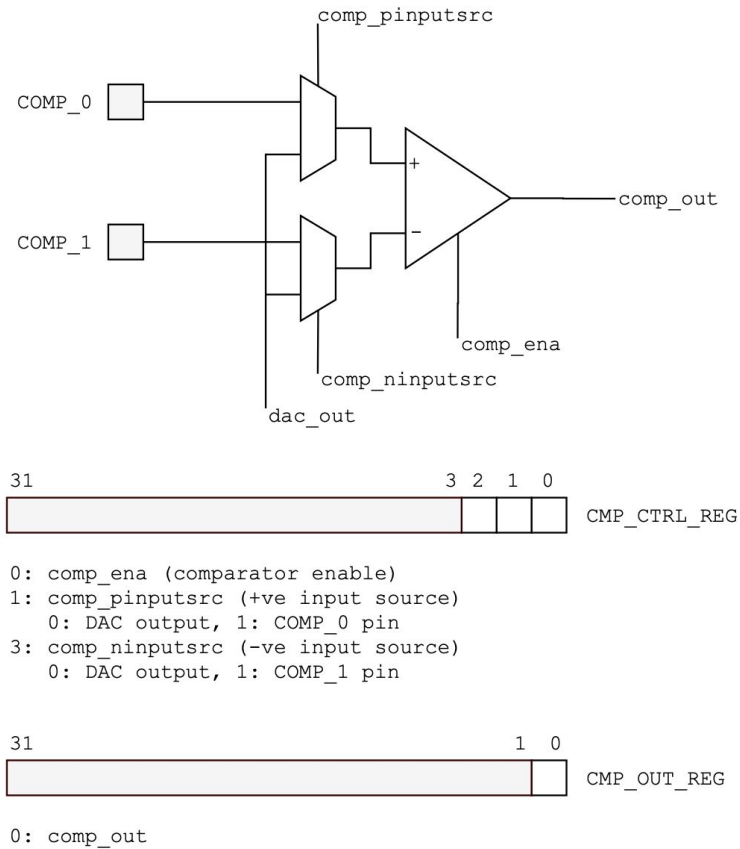 comp_pinputsrc
COMP_0
+
comp_out
COMP_1
-
comp_ena
comp_ninputsrc
dac_out
31 3 2 1 0
CMP_CTRL_REG
0: comp_ena (comparator enable)
1: comp_pinputsrc (+ve input source)
0: DAC output, 1: COMP_0 pin
3: comp_ninputsrc (-ve input source)
0: DAC output, 1: COMP_1 pin
31 1 0
CMP_OUT_REG
0: comp_out